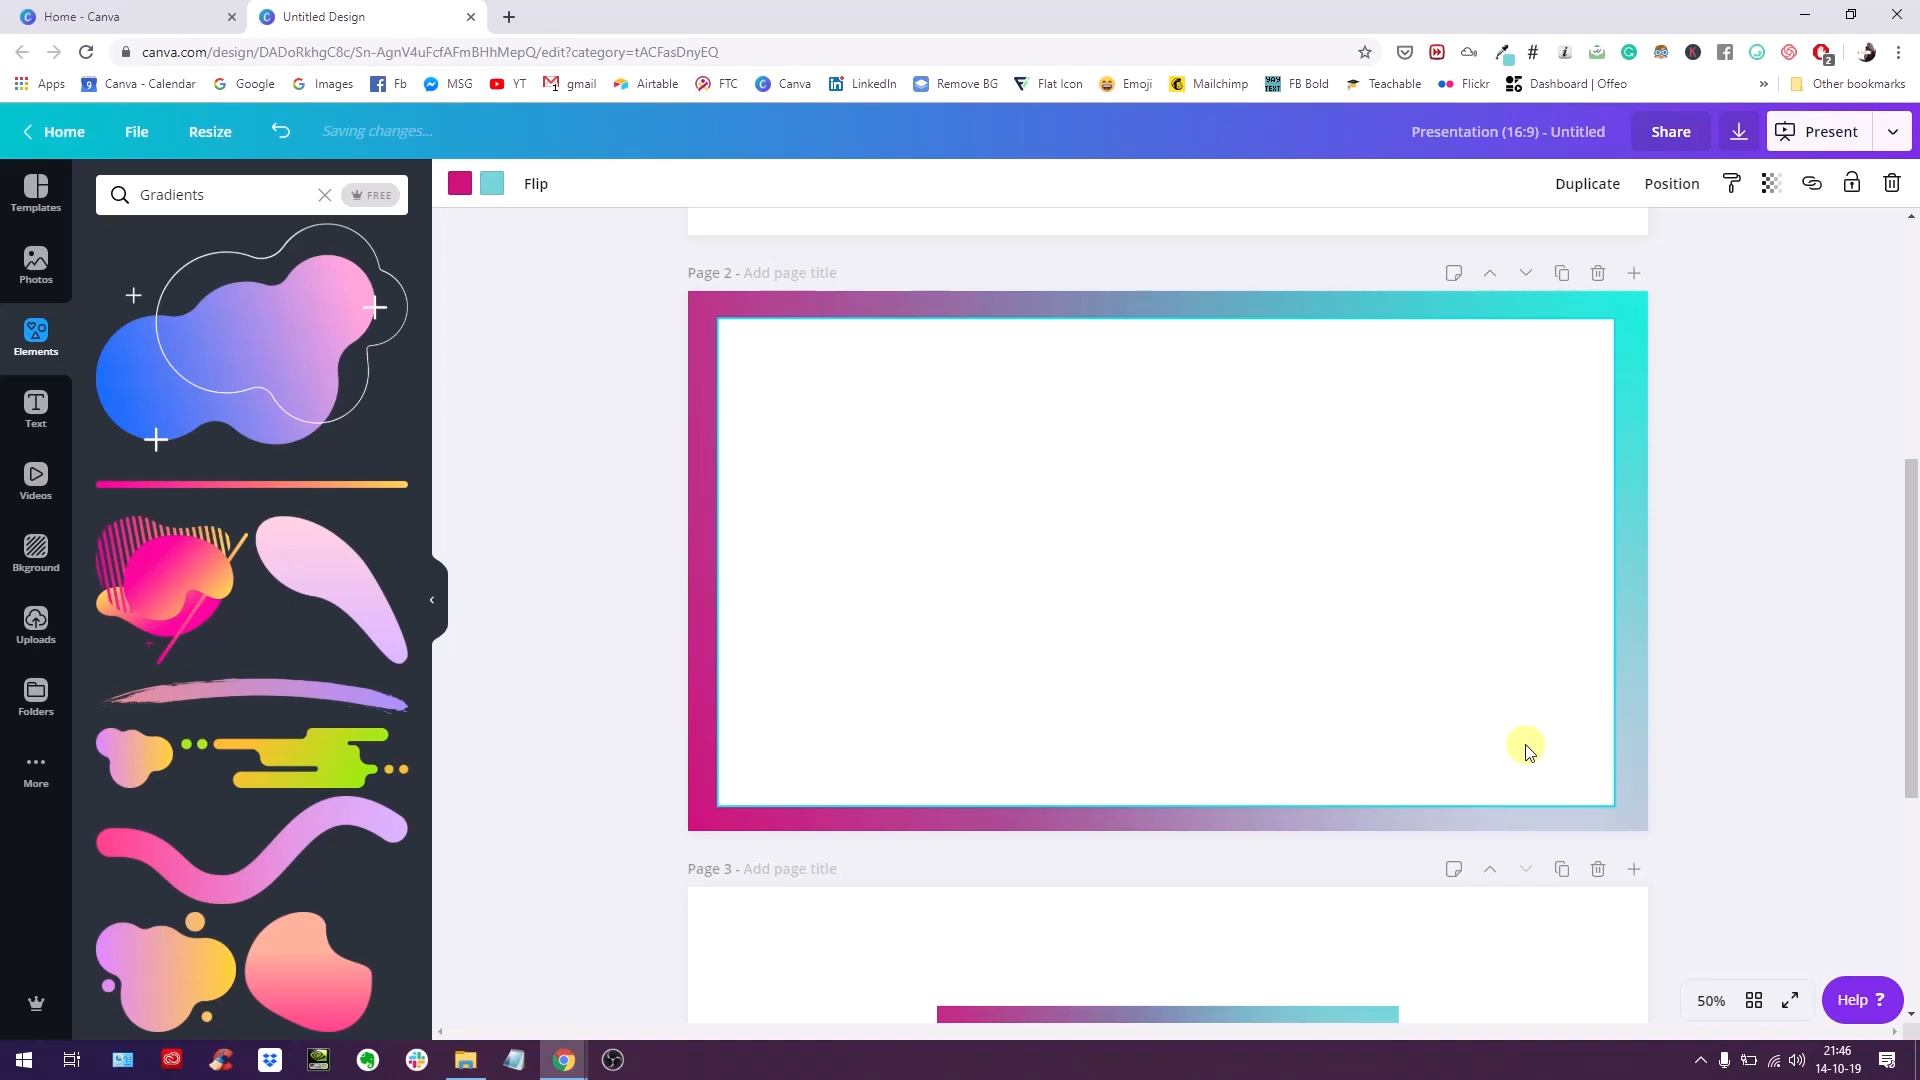 Home - Canva
Untitled Design
canva.com/design/DADoRkhgC8c/Sn-AgnV4uFcfAFmBHhMepQ/edit?category=tACFasDnyEQ
Apps
Canva - Calendar
Google
Images
Fb
MSG
YT
gmail
Airtable
FTC
Canva
LinkedIn
Remove BG
Flat Icon
Emoji
Mailchimp
FB Bold
Teachable
Flickr
Dashboard | Offeo
»
Other bookmarks
Home
File
Resize
Saving changes...
Presentation (16:9) - Untitled
Share
Present
Templates
Photos
Elements
Text
Videos
Bkground
Uploads
Folders
More
Gradients
FREE
Flip
Duplicate
Position
Page 2 - Add page title
Page 3 - Add page title
50%
Help ?
21:46
14-10-19